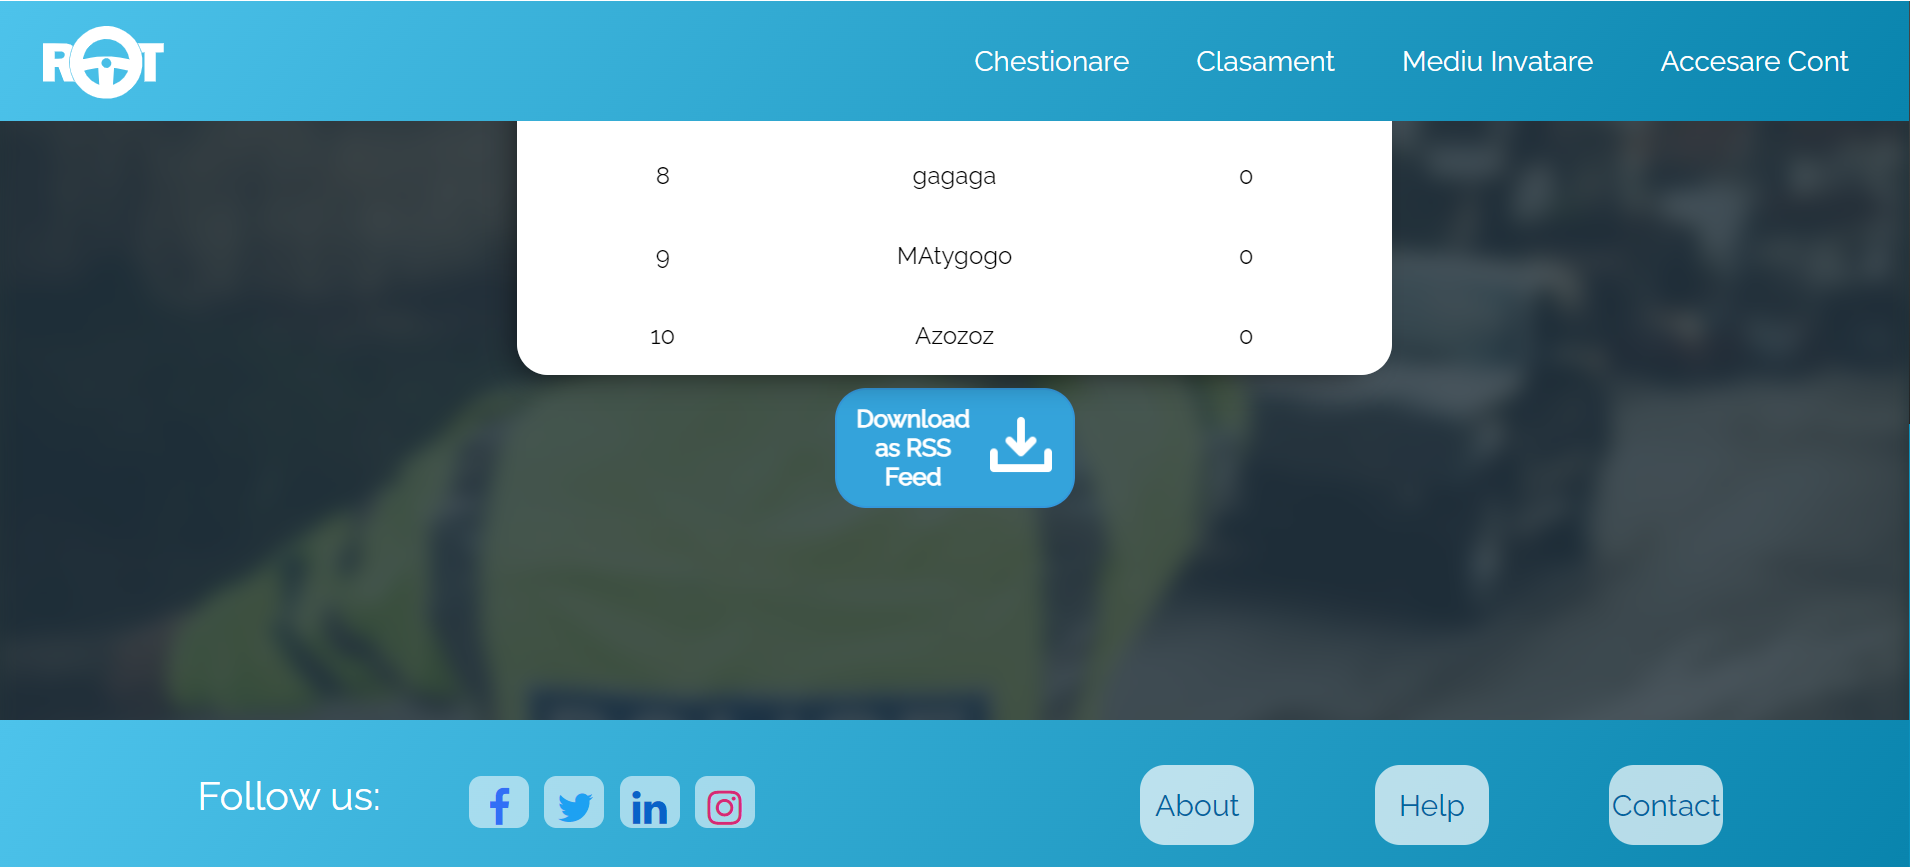 ROT
Chestionare Clasament Mediu Invatare Accesare Cont
8 gagaga 0
9 MAtygogo 0
10 Azozoz 0
Download
as RSS
Feed
Follow us:
About Help Contact